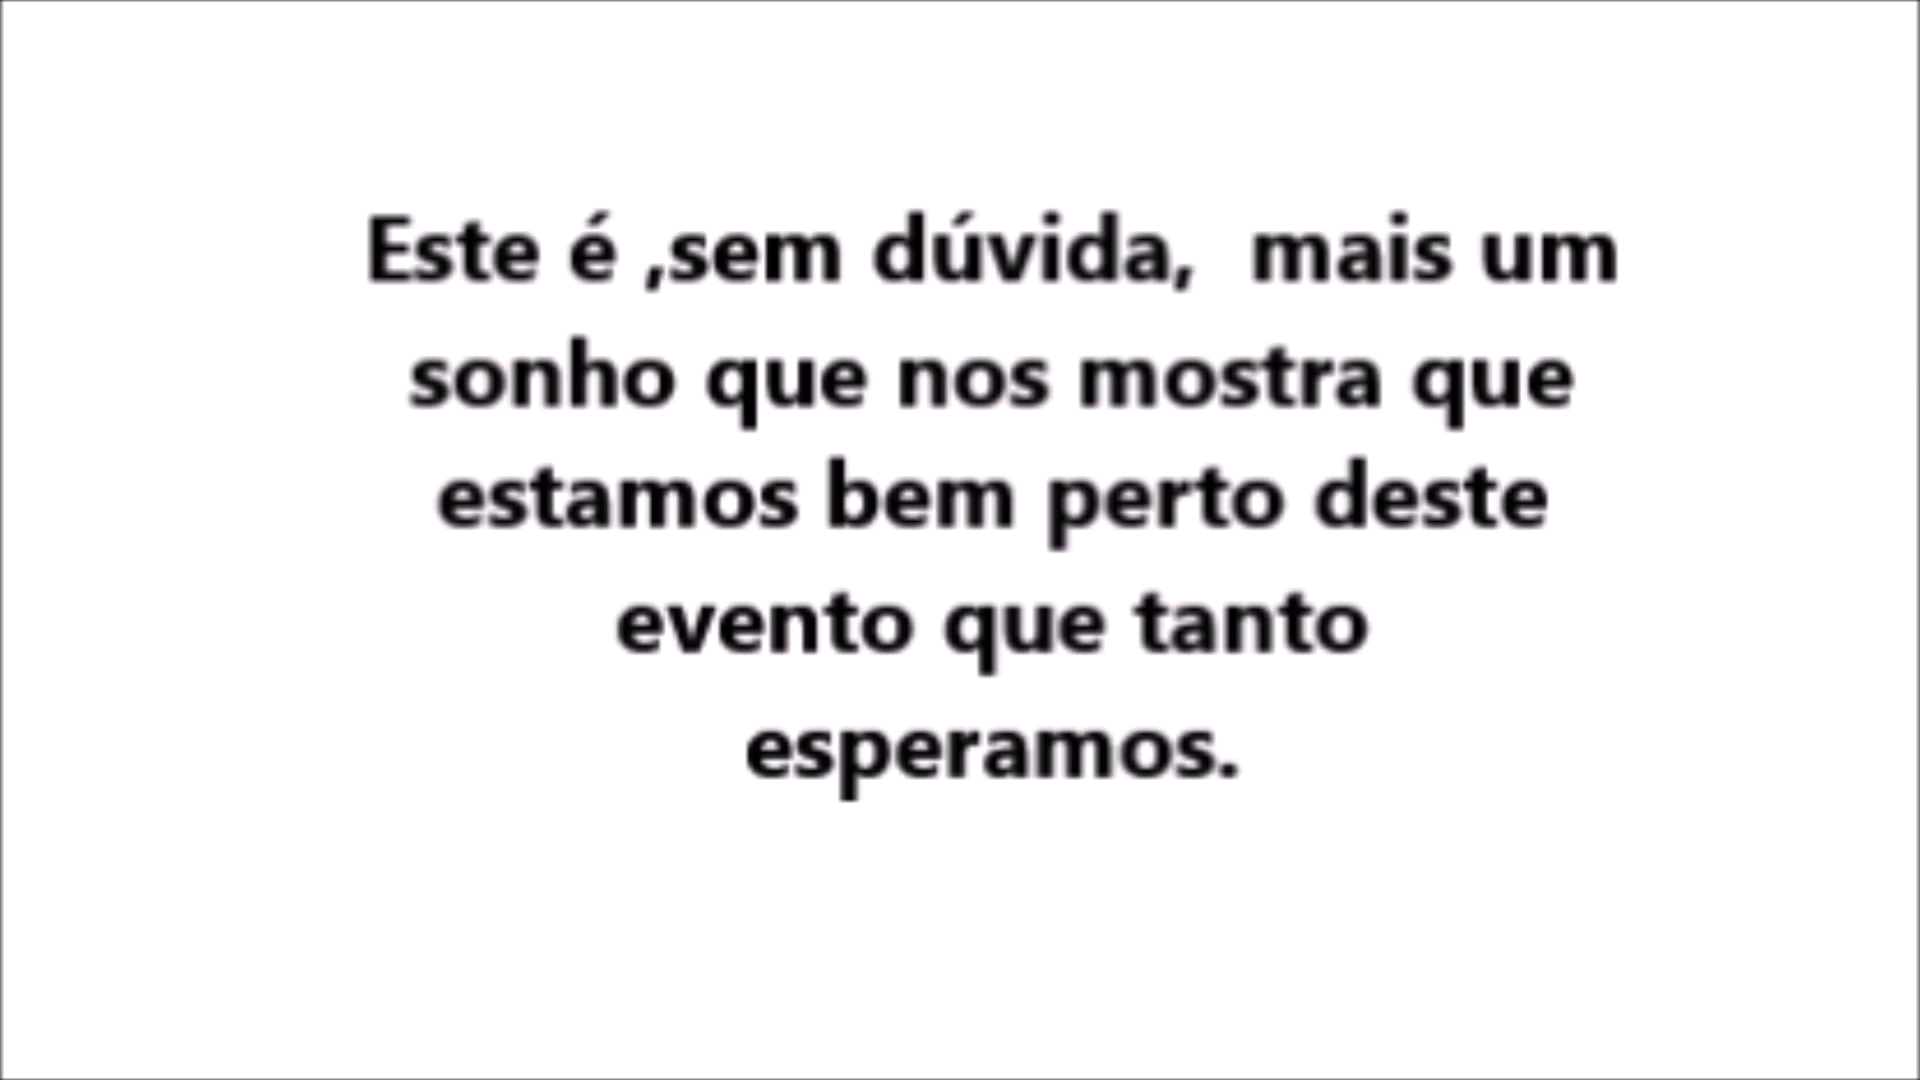 Este é ,sem dúvida,  mais um
sonho que nos mostra que
estamos bem perto deste
evento que tanto
esperamos.